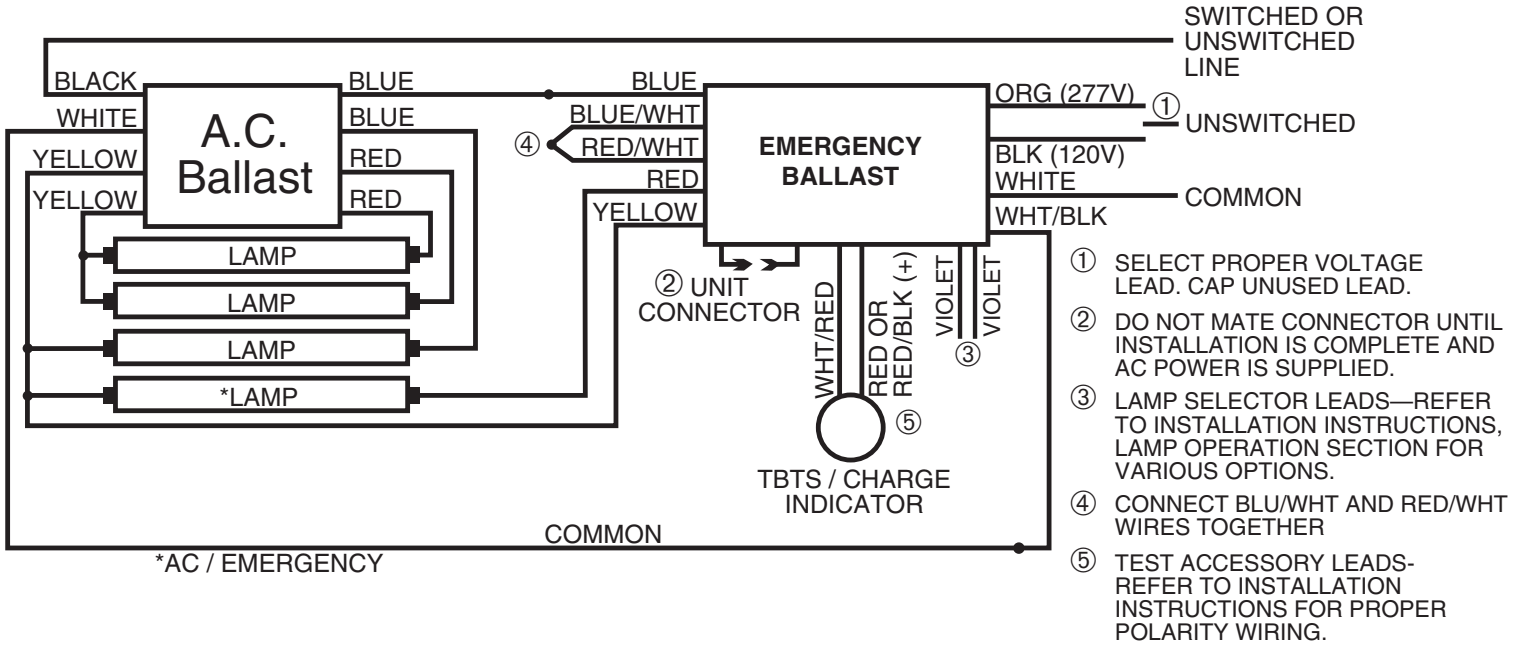 SWITCHED OR
UNSWITCHED
LINE
BLACK
BLUE
BLUE
ORG (277V)
①
WHITE
A.C.
Ballast
BLUE
BLUE/WHT
④
RED/WHT
EMERGENCY
BALLAST
UNSWITCHED
YELLOW
RED
RED
BLK (120V)
WHITE
COMMON
YELLOW
RED
YELLOW
WHT/BLK
LAMP
LAMP
LAMP
*LAMP
② UNIT
CONNECTOR
WHT/RED
RED OR
RED/BLK (+)
VIOLET
VIOLET
③
⑤
TBTS / CHARGE
INDICATOR
COMMON
*AC / EMERGENCY
① SELECT PROPER VOLTAGE
LEAD. CAP UNUSED LEAD.
② DO NOT MATE CONNECTOR UNTIL
INSTALLATION IS COMPLETE AND
AC POWER IS SUPPLIED.
③ LAMP SELECTOR LEADS—REFER
TO INSTALLATION INSTRUCTIONS,
LAMP OPERATION SECTION FOR
VARIOUS OPTIONS.
④ CONNECT BLU/WHT AND RED/WHT
WIRES TOGETHER
⑤ TEST ACCESSORY LEADS-
REFER TO INSTALLATION
INSTRUCTIONS FOR PROPER
POLARITY WIRING.